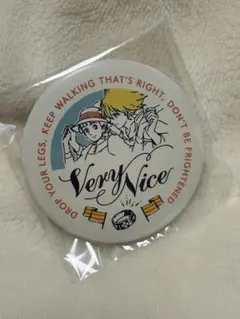 DROP YOUR LEGS, KEEP WALKING THAT'S RIGHT, DON'T BE FRIGHTENED
Very
Nice